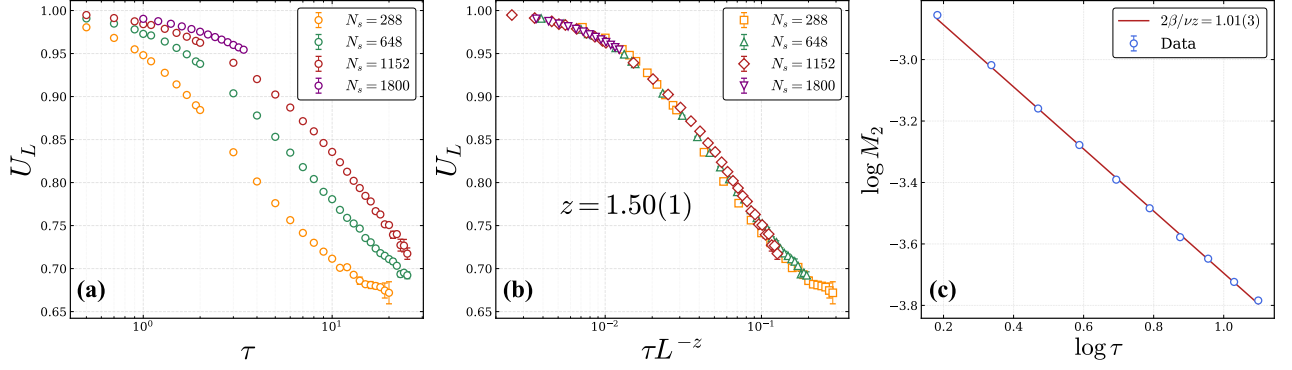 1.00
0.95
0.90
0.85
0.80
0.75
0.70
0.65
U_L
(a)
N_s = 288
N_s = 648
N_s = 1152
N_s = 1800
10^0
10^1
τ
1.00
0.95
0.90
0.85
0.80
0.75
0.70
0.65
U_L
(b)
z = 1.50(1)
N_s = 288
N_s = 648
N_s = 1152
N_s = 1800
10^{-2}
10^{-1}
τL^{-z}
-3.0
-3.2
-3.4
-3.6
-3.8
log M_2
(c)
2β/νz = 1.01(3)
Data
0.2
0.4
0.6
0.8
1.0
log τ